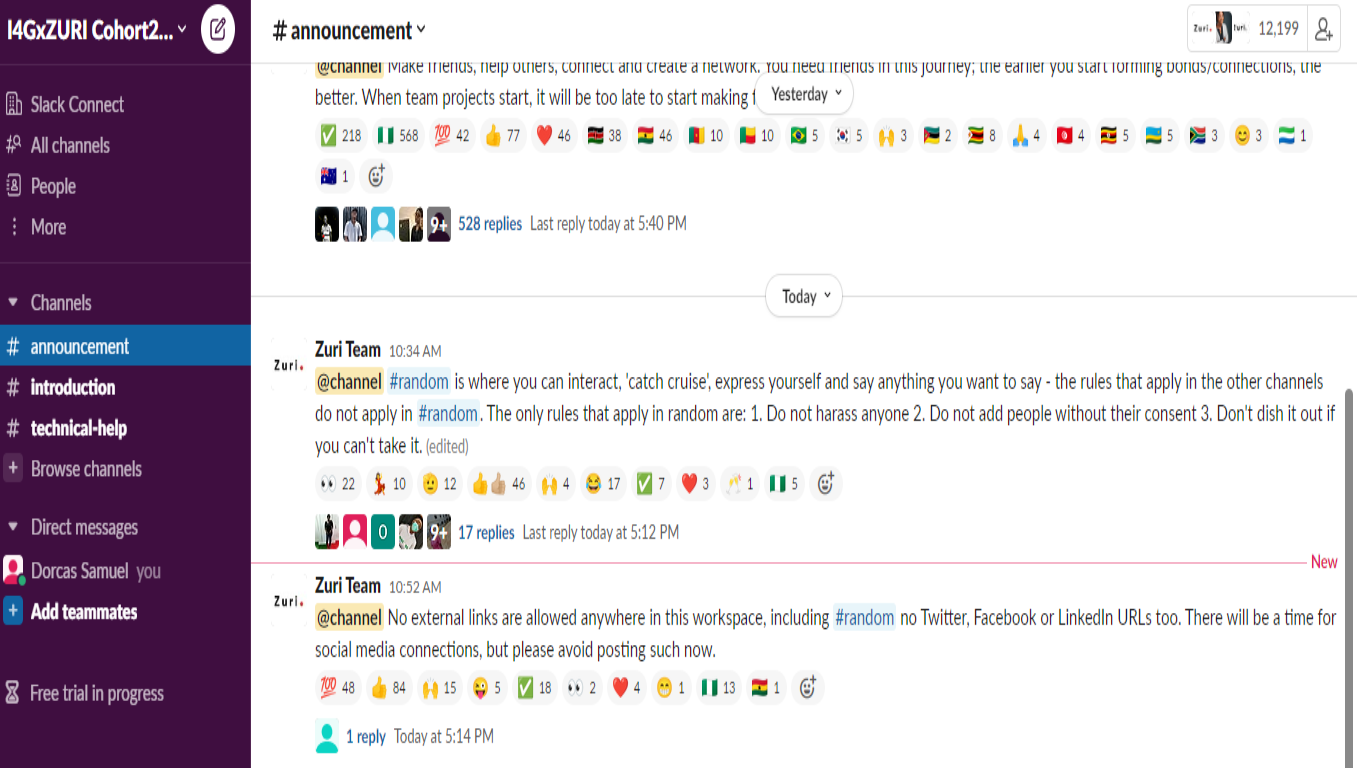 I4GxZURI Cohort2...
Slack Connect
All channels
People
More
Channels
# announcement
# introduction
# technical-help
+ Browse channels
Direct messages
Dorcas Samuel you
+ Add teammates
Free trial in progress
# announcement
Zuri. Zuri. 12,199
@channel Make friends, help others, connect and create a network. You need friends in this journey; the earlier you start forming bonds/connections, the
better. When team projects start, it will be too late to start making
Yesterday
218 568 100 42 77 46 38 46 10 10 5 5 3 2 8 4 4 5 5 3 3 1
1
9+ 528 replies Last reply today at 5:40 PM
Today
Zuri. Zuri Team 10:34 AM
@channel #random is where you can interact, 'catch cruise', express yourself and say anything you want to say - the rules that apply in the other channels
do not apply in #random. The only rules that apply in random are: 1. Do not harass anyone 2. Do not add people without their consent 3. Don't dish it out if
you can't take it. (edited)
22 10 12 46 4 17 7 3 1 5
O 9+ 17 replies Last reply today at 5:12 PM
New
Zuri. Zuri Team 10:52 AM
@channel No external links are allowed anywhere in this workspace, including #random no Twitter, Facebook or LinkedIn URLs too. There will be a time for
social media connections, but please avoid posting such now.
100 48 84 15 5 18 2 4 1 13 1
1 reply Today at 5:14 PM